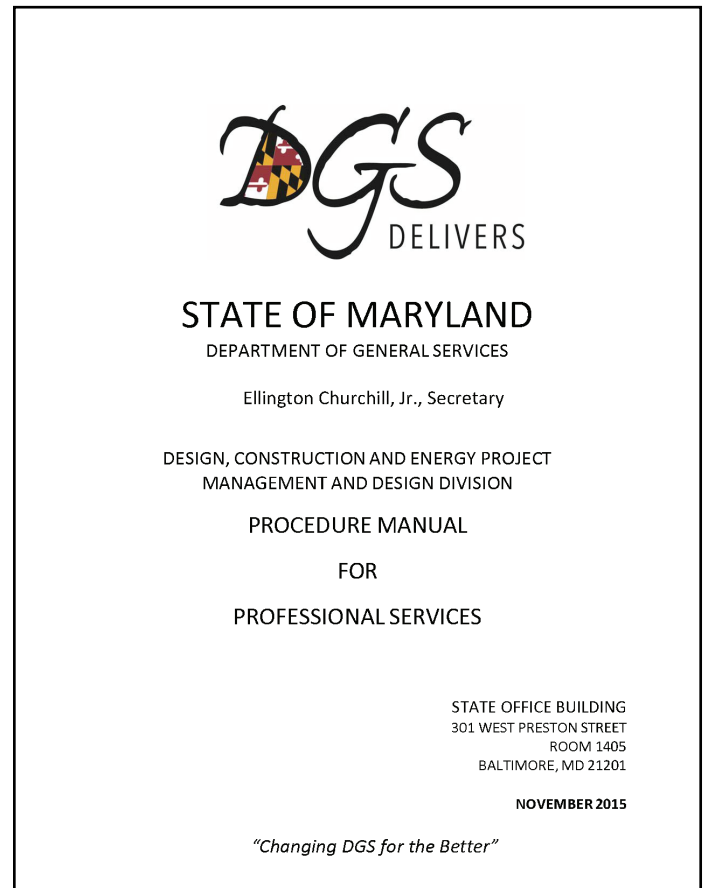 DGS
DELIVERS
STATE OF MARYLAND
DEPARTMENT OF GENERAL SERVICES
Ellington Churchill, Jr., Secretary
DESIGN, CONSTRUCTION AND ENERGY PROJECT
MANAGEMENT AND DESIGN DIVISION
PROCEDURE MANUAL
FOR
PROFESSIONAL SERVICES
STATE OFFICE BUILDING
301 WEST PRESTON STREET
ROOM 1405
BALTIMORE, MD 21201
NOVEMBER 2015
“Changing DGS for the Better”